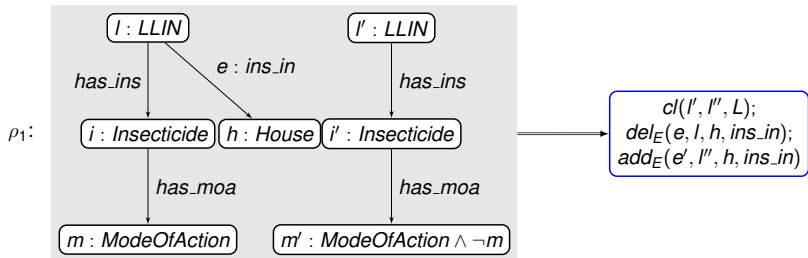 l : LLIN l′ : LLIN
has_ins e : ins_in has_ins
ρ₁: i : Insecticide h : House i′ : Insecticide
has_moa has_moa
m : ModeOfAction m′ : ModeOfAction ∧ ¬m
cl(l′, l′′, L);
del_E(e, l, h, ins_in);
add_E(e′, l′′, h, ins_in)